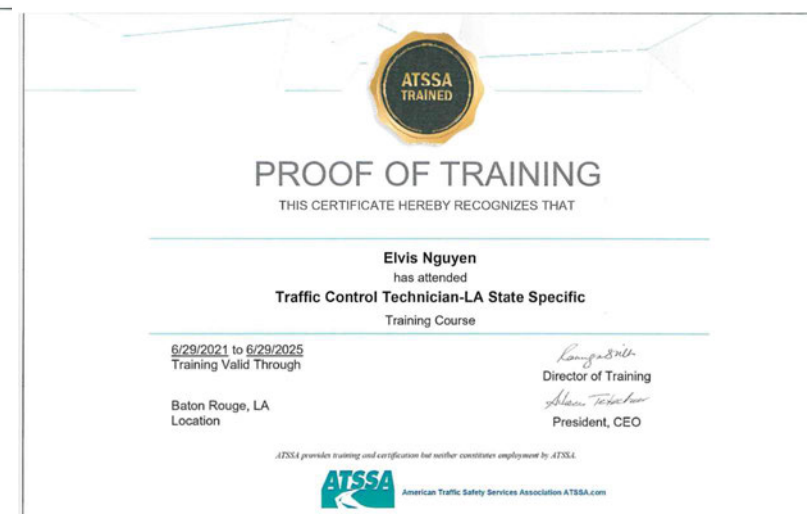 ATSSA
TRAINED
PROOF OF TRAINING
THIS CERTIFICATE HEREBY RECOGNIZES THAT
Elvis Nguyen
has attended
Traffic Control Technician-LA State Specific
Training Course
6/29/2021 to 6/29/2025
Training Valid Through
Director of Training
Baton Rouge, LA
Location
President, CEO
ATSSA provides training and certification but neither constitutes employment by ATSSA.
ATSSA
American Traffic Safety Services Association ATSSA.com